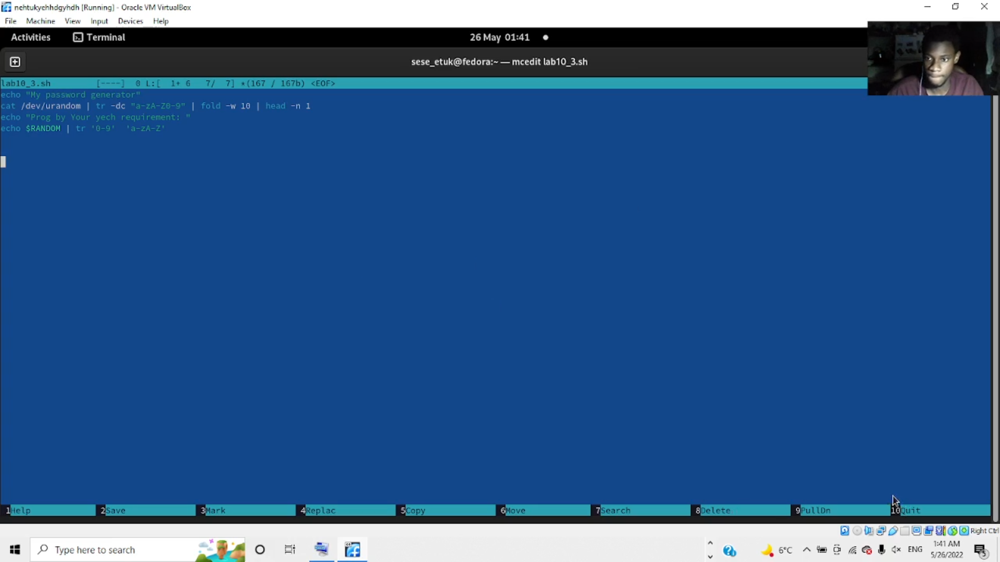 nehtukyehhdgyhdh [Running] - Oracle VM VirtualBox
File Machine View Input Devices Help
Activities Terminal 26 May 01:41
sese_etuk@fedora:~ — mcedit lab10_3.sh
lab10_3.sh [----] 0 L:[ 1+ 6 7/ 7] *(167 / 167b) <EOF>
echo "My password generator"
cat /dev/urandom | tr -dc "a-zA-Z0-9" | fold -w 10 | head -n 1
echo "Prog by Your yech requirement: "
echo $RANDOM | tr '0-9' 'a-zA-Z'
1Help 2Save 3Mark 4Replac 5Copy 6Move 7Search 8Delete 9PullDn 10Quit
Right Ctrl
Type here to search 6°C ENG 1:41 AM
5/26/2022 5